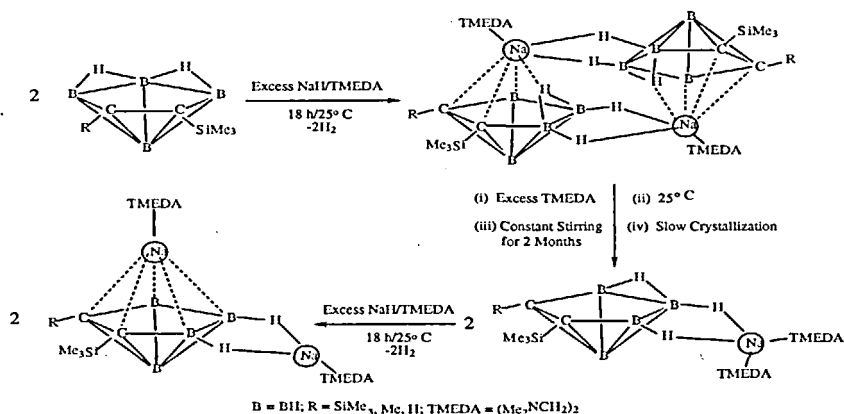 TMEDA
Na
H
B
SiMe3
H
B
C
R
H
B
H
B
H
B
H
B
B
C
C
B
SiMe3
R
B
2
Excess NaH/TMEDA
18 h/25° C
-2H2
R
C
B
B
H
C
B
H
Me3Si
B
Na
TMEDA
(i) Excess TMEDA (ii) 25° C
(iii) Constant Stirring for 2 Months (iv) Slow Crystallization
TMEDA
Na
2
R
C
B
B
H
C
B
H
Me3Si
B
Na
TMEDA
Excess NaH/TMEDA
18 h/25° C
-2H2
2
R
B
H
B
H
C
C
B
H
Me3Si
B
Na
TMEDA
TMEDA
B = BH; R = SiMe3, Me, H; TMEDA = (Me2NCH2)2